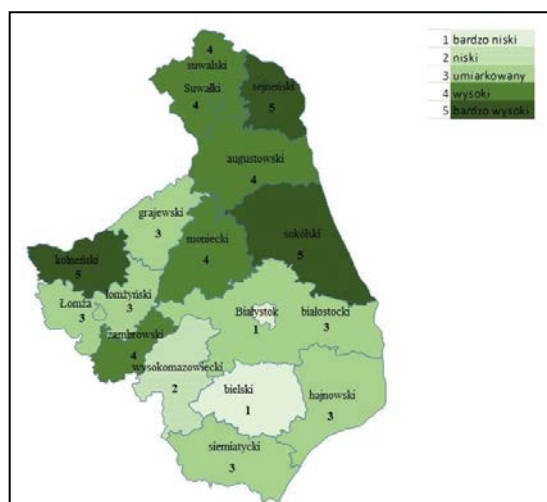 1 bardzo niski
2 niski
3 umiarkowany
4 wysoki
5 bardzo wysoki
4
suwalski
Suwałki
4
sejneński
5
augustowski
4
grajewski
3
moniecki
4
sokólski
5
kolneński
5
łomżyński
3
Łomża
3
zambrowski
4
Białystok
1
białostocki
3
wysokomazowiecki
2
bielski
1
hajnowski
3
siemiatycki
3